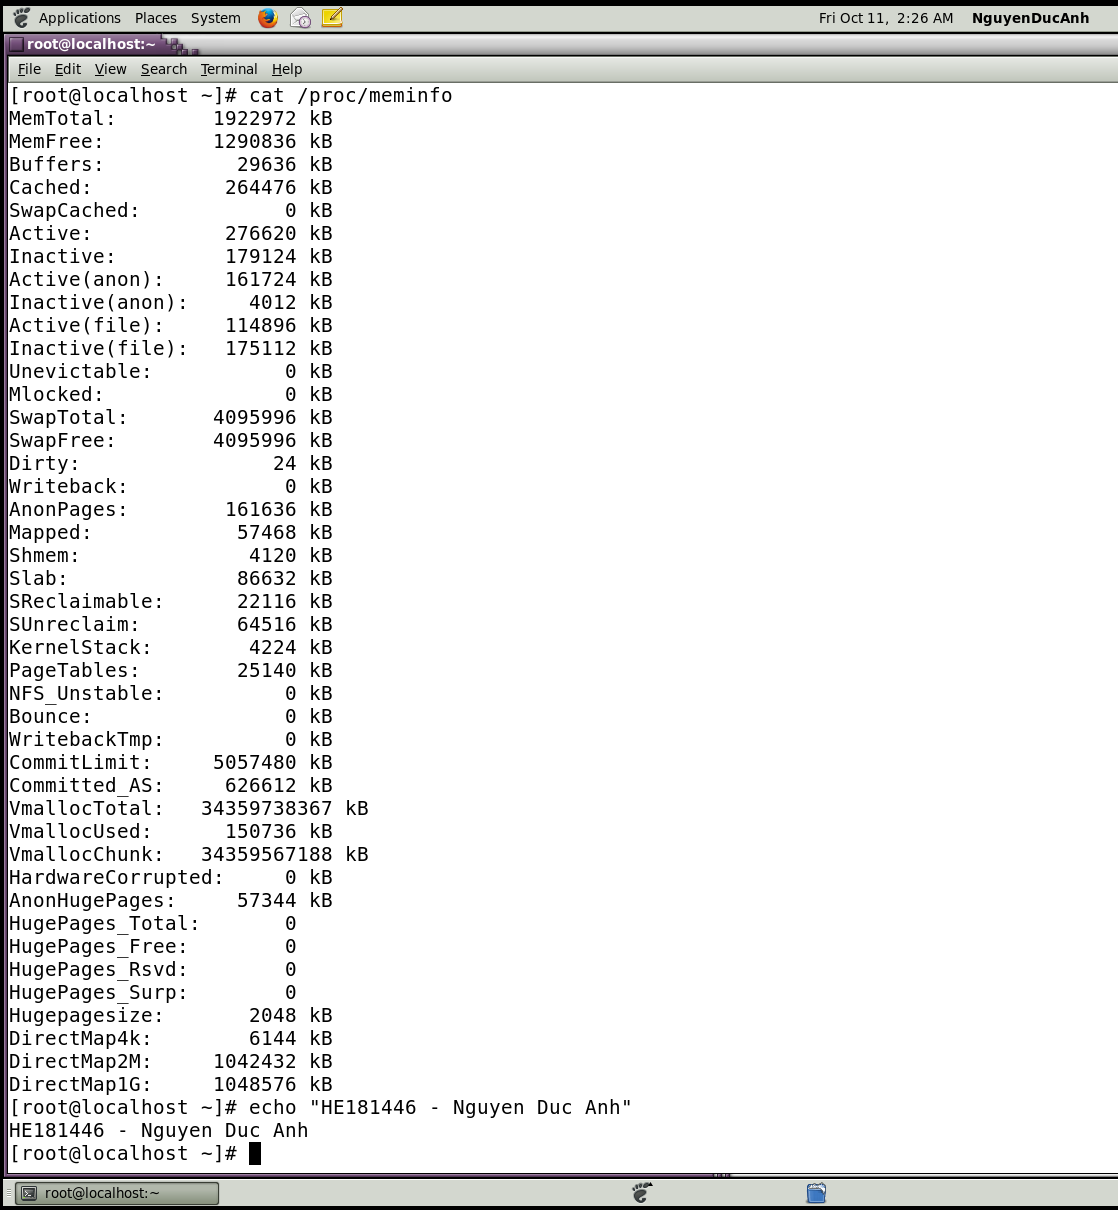 Applications Places System Fri Oct 11, 2:26 AM NguyenDucAnh
root@localhost:~
File Edit View Search Terminal Help
[root@localhost ~]# cat /proc/meminfo
MemTotal: 1922972 kB
MemFree: 1290836 kB
Buffers: 29636 kB
Cached: 264476 kB
SwapCached: 0 kB
Active: 276620 kB
Inactive: 179124 kB
Active(anon): 161724 kB
Inactive(anon): 4012 kB
Active(file): 114896 kB
Inactive(file): 175112 kB
Unevictable: 0 kB
Mlocked: 0 kB
SwapTotal: 4095996 kB
SwapFree: 4095996 kB
Dirty: 24 kB
Writeback: 0 kB
AnonPages: 161636 kB
Mapped: 57468 kB
Shmem: 4120 kB
Slab: 86632 kB
SReclaimable: 22116 kB
SUnreclaim: 64516 kB
KernelStack: 4224 kB
PageTables: 25140 kB
NFS_Unstable: 0 kB
Bounce: 0 kB
WritebackTmp: 0 kB
CommitLimit: 5057480 kB
Committed_AS: 626612 kB
VmallocTotal: 34359738367 kB
VmallocUsed: 150736 kB
VmallocChunk: 34359567188 kB
HardwareCorrupted: 0 kB
AnonHugePages: 57344 kB
HugePages_Total: 0
HugePages_Free: 0
HugePages_Rsvd: 0
HugePages_Surp: 0
Hugepagesize: 2048 kB
DirectMap4k: 6144 kB
DirectMap2M: 1042432 kB
DirectMap1G: 1048576 kB
[root@localhost ~]# echo "HE181446 - Nguyen Duc Anh"
HE181446 - Nguyen Duc Anh
[root@localhost ~]#
root@localhost:~